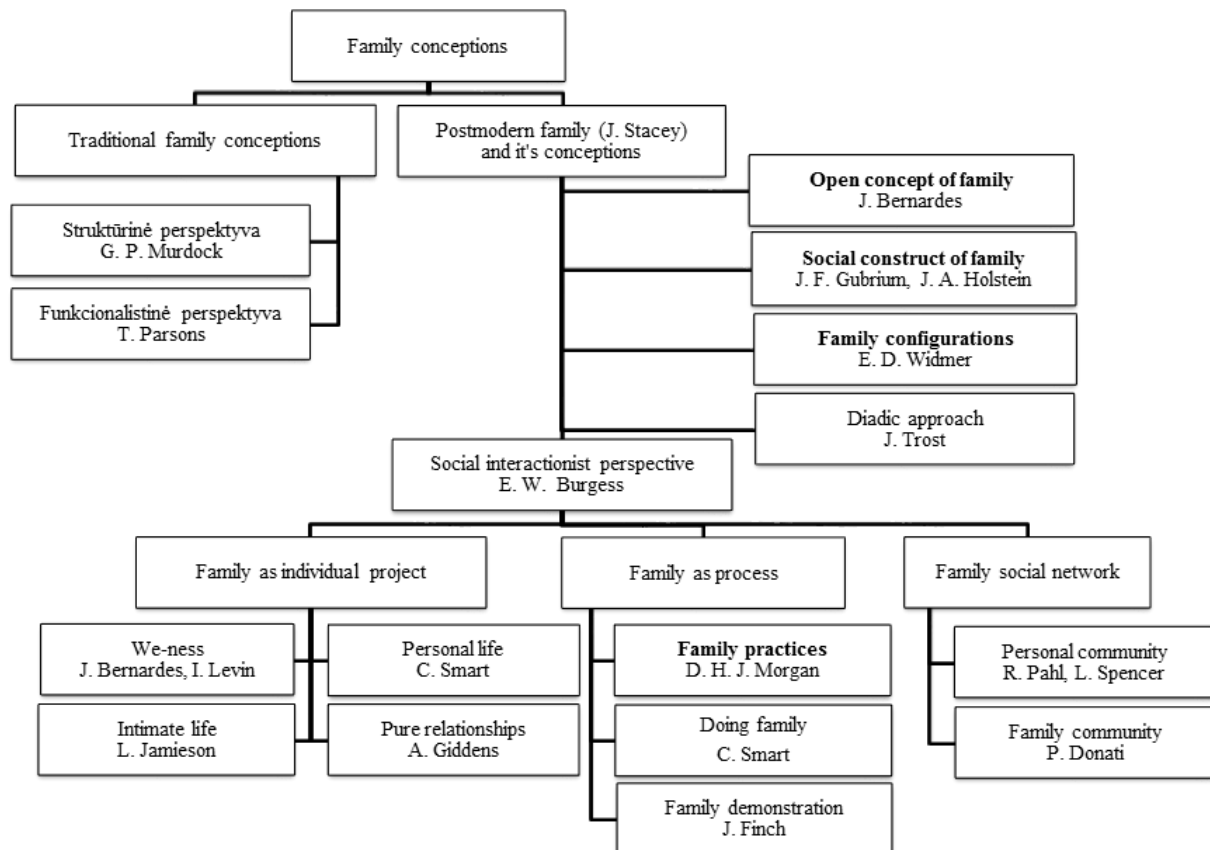 Family conceptions
Traditional family conceptions
Postmodern family (J. Stacey)
and it's conceptions
Open concept of family
J. Bernardes
Struktūrinė perspektyva
G. P. Murdock
Social construct of family
J. F. Gubrium, J. A. Holstein
Funkcionalistinė perspektyva
T. Parsons
Family configurations
E. D. Widmer
Diadic approach
J. Trost
Social interactionist perspective
E. W. Burgess
Family as individual project
Family as process
Family social network
We-ness
J. Bernardes, I. Levin
Personal life
C. Smart
Family practices
D. H. J. Morgan
Personal community
R. Pahl, L. Spencer
Intimate life
L. Jamieson
Pure relationships
A. Giddens
Doing family
C. Smart
Family community
P. Donati
Family demonstration
J. Finch